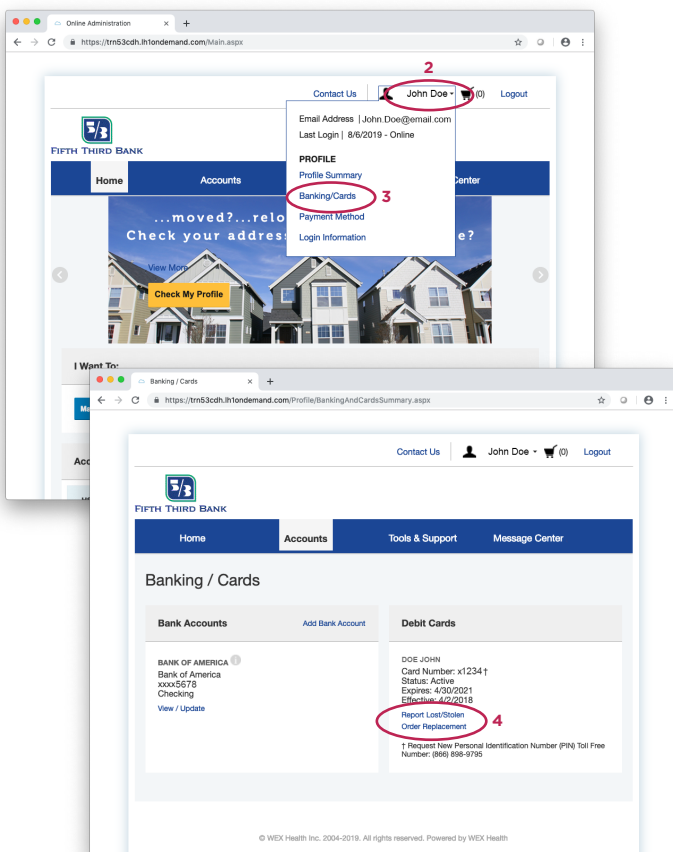 Online Administration
https://trn53cdh.lh1ondemand.com/Main.aspx
2
Contact Us John Doe (0) Logout
Email Address | John.Doe@email.com
Last Login | 8/6/2019 - Online
5/3
FIFTH THIRD BANK
PROFILE
Profile Summary
Home Accounts Center
Banking/Cards 3
Payment Method
Login Information
...moved?...relo
Check your addres e?
View More
Check My Profile
I Want To:
Ma
Acc
Banking / Cards
https://trn53cdh.lh1ondemand.com/Profile/BankingAndCardsSummary.aspx
Contact Us John Doe (0) Logout
5/3
FIFTH THIRD BANK
Home Accounts Tools & Support Message Center
Banking / Cards
Bank Accounts Add Bank Account
BANK OF AMERICA i
Bank of America
xxxx5678
Checking
View / Update
Debit Cards
DOE JOHN
Card Number: x1234 †
Status: Active
Expires: 4/30/2021
Effective: 4/2/2018
Report Lost/Stolen
Order Replacement
4
† Request New Personal Identification Number (PIN) Toll Free
Number: (866) 898-9795
© WEX Health Inc. 2004-2019. All rights reserved. Powered by WEX Health